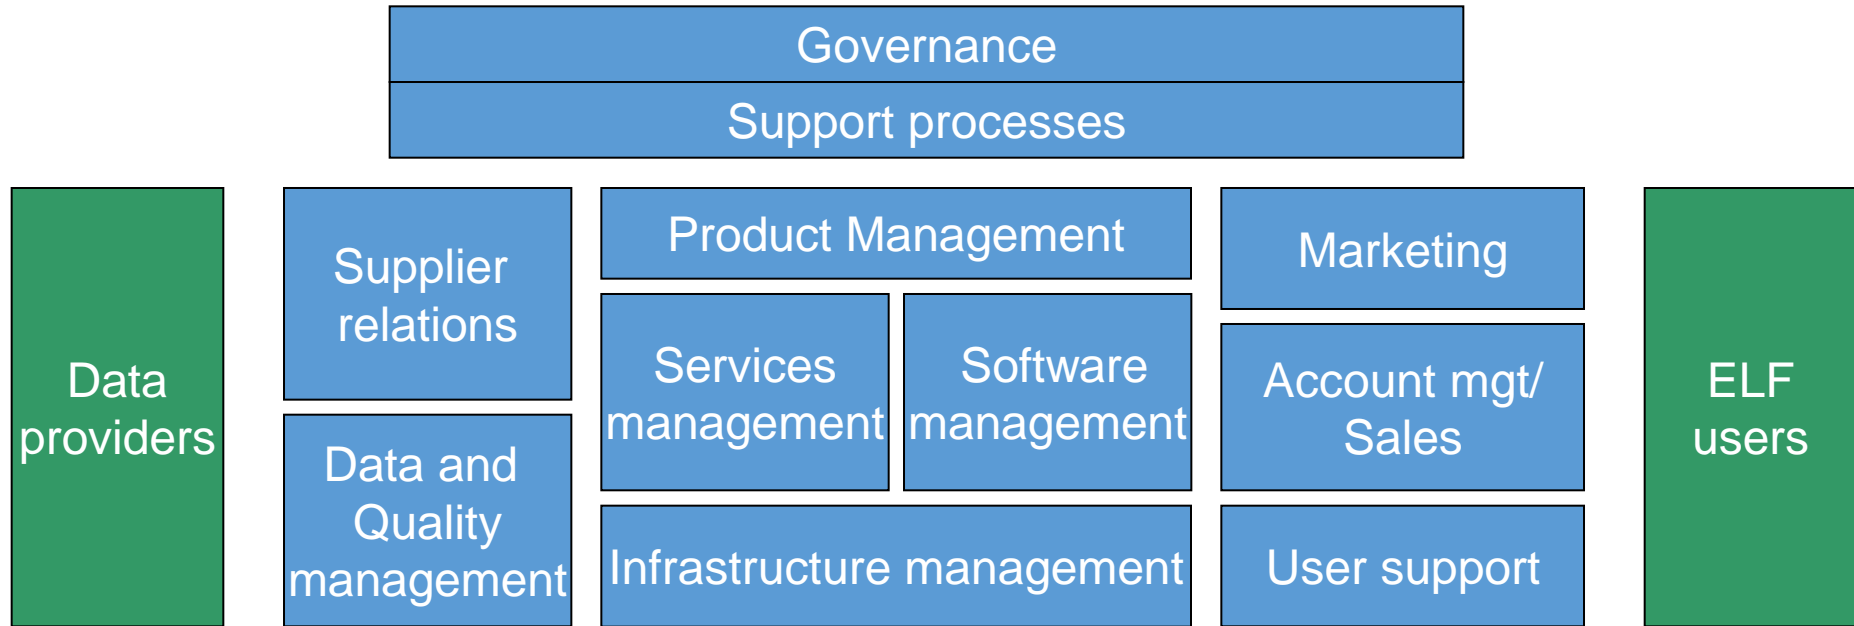 Governance
Support processes
Data
providers
Supplier
relations
Data and
Quality
management
Product Management
Services
management
Software
management
Infrastructure management
Marketing
Account mgt/
Sales
User support
ELF
users